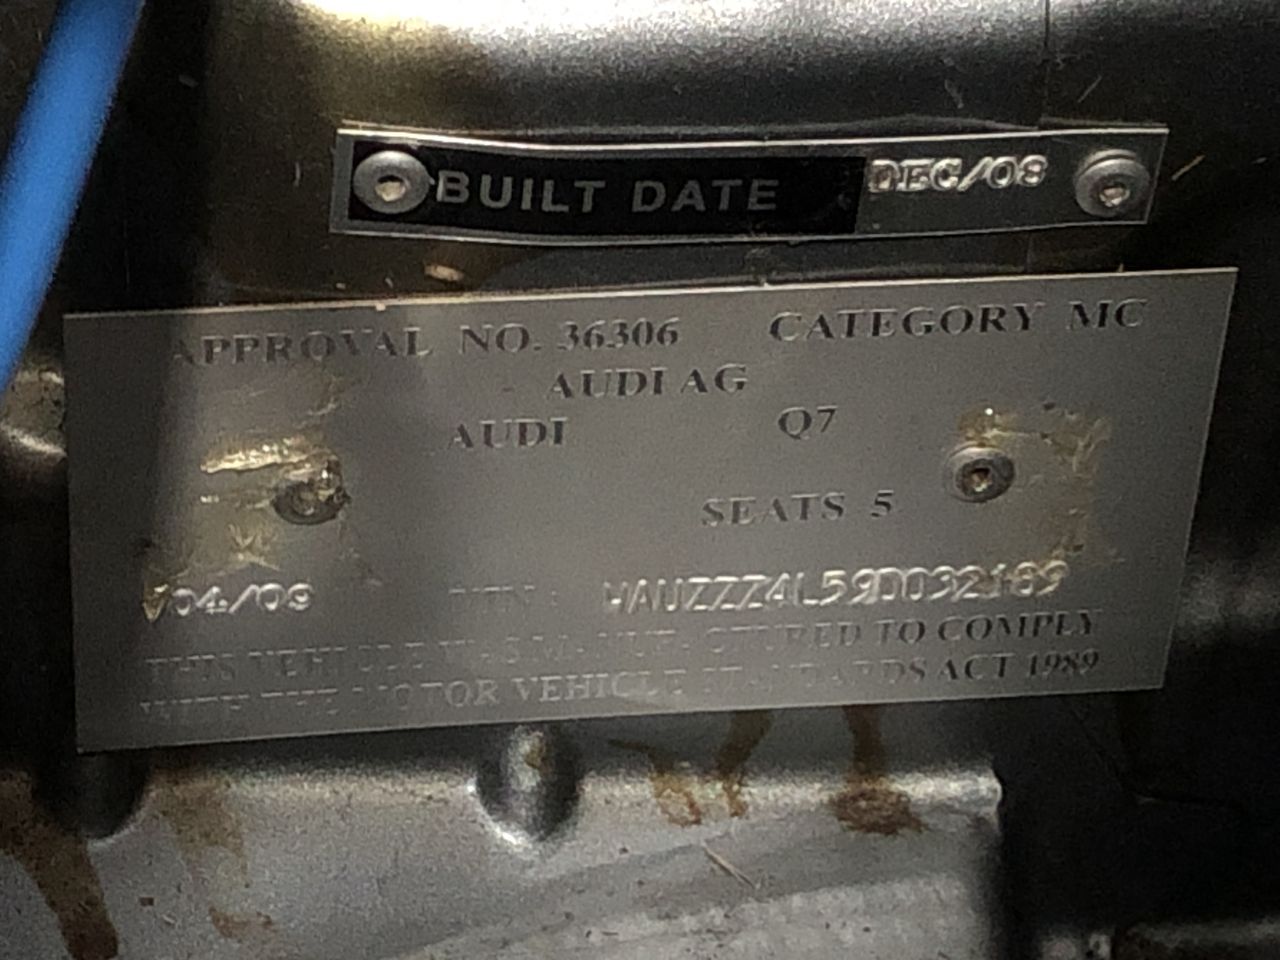 BUILT DATE DEC/08
APPROVAL NO. 36306 CATEGORY MC
AUDI AG
AUDI Q7
SEATS 5
04/09 VIN : WAUZZZ4L59D032189
THIS VEHICLE WAS MANUFACTURED TO COMPLY
WITH THE MOTOR VEHICLE STANDARDS ACT 1989